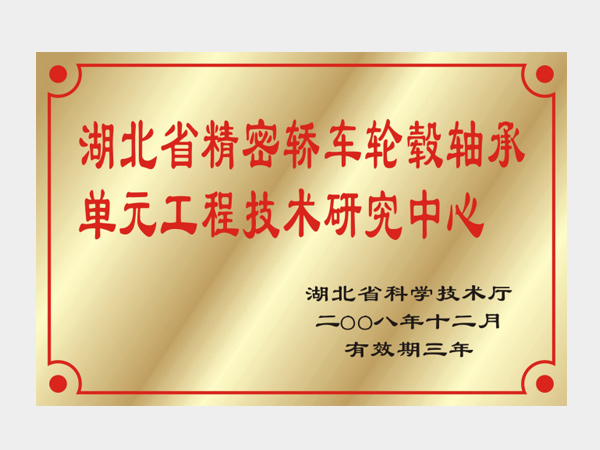 湖北省精密轿车轮毂轴承
单元工程技术研究中心
湖北省科学技术厅
二〇〇八年十二月
有效期三年